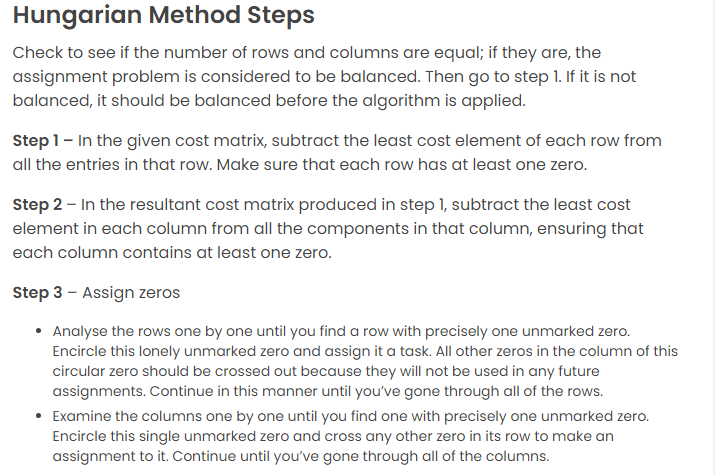 Hungarian Method Steps
Check to see if the number of rows and columns are equal; if they are, the
assignment problem is considered to be balanced. Then go to step 1. If it is not
balanced, it should be balanced before the algorithm is applied.
Step 1 – In the given cost matrix, subtract the least cost element of each row from
all the entries in that row. Make sure that each row has at least one zero.
Step 2 – In the resultant cost matrix produced in step 1, subtract the least cost
element in each column from all the components in that column, ensuring that
each column contains at least one zero.
Step 3 – Assign zeros
• Analyse the rows one by one until you find a row with precisely one unmarked zero.
Encircle this lonely unmarked zero and assign it a task. All other zeros in the column of this
circular zero should be crossed out because they will not be used in any future
assignments. Continue in this manner until you've gone through all of the rows.
• Examine the columns one by one until you find one with precisely one unmarked zero.
Encircle this single unmarked zero and cross any other zero in its row to make an
assignment to it. Continue until you've gone through all of the columns.